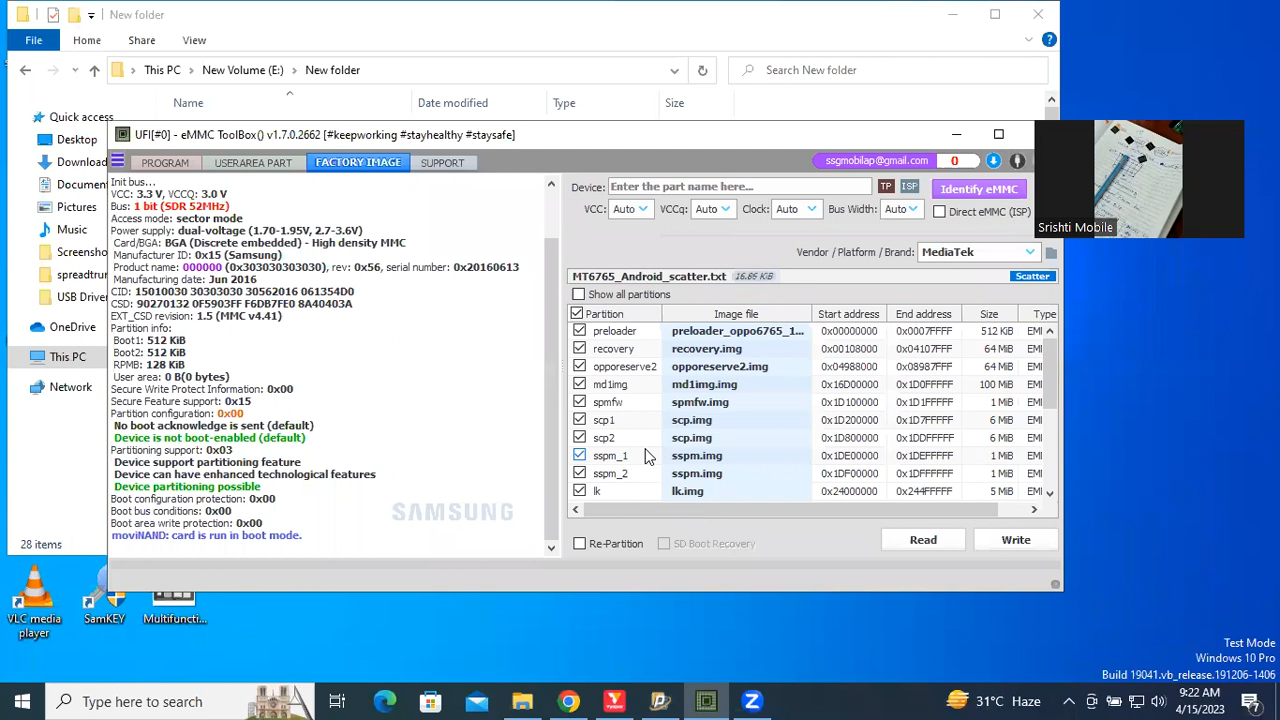 New folder
File
Home
Share
View
This PC
New Volume (E:)
New folder
Search New folder
Name
Date modified
Type
Size
Quick access
Desktop
Download
Documen
Pictures
Music
Screensho
spreadtrun
USB Driver
OneDrive
This PC
Network
28 items
UFI[#0] - eMMC ToolBox() v1.7.0.2662 [#keepworking #stayhealthy #staysafe]
PROGRAM
USERAREA PART
FACTORY IMAGE
SUPPORT
ssgmobilap@gmail.com
0
Init bus...
VCC: 3.3 V, VCCQ: 3.0 V
Bus: 1 bit (SDR 52MHz)
Access mode: sector mode
Power supply: dual-voltage (1.70-1.95V, 2.7-3.6V)
Card/BGA: BGA (Discrete embedded) - High density MMC
Manufacturer ID: 0x15 (Samsung)
Product name: 000000 (0x303030303030), rev: 0x56, serial number: 0x20160613
Manufacturing date: Jun 2016
CID: 15010030 30303030 30562016 061354D0
CSD: 90270132 0F5903FF F6DB7FE0 8A40403A
EXT_CSD revision: 1.5 (MMC v4.41)
Partition info:
Boot1: 512 KiB
Boot2: 512 KiB
RPMB: 128 KiB
User area: 0 B(0 bytes)
Secure Write Protect Information: 0x00
Secure Feature support: 0x15
Partition configuration: 0x00
No boot acknowledge is sent (default)
Device is not boot-enabled (default)
Partitioning support: 0x03
Device support partitioning feature
Device can have enhanced technological features
Device partitioning possible
Boot configuration protection: 0x00
Boot bus conditions: 0x00
Boot area write protection: 0x00
moviNAND: card is run in boot mode.
SAMSUNG
Device:
Enter the part name here...
TP
ISP
Identify eMMC
VCC:
Auto
VCCq:
Auto
Clock:
Auto
Bus Width:
Auto
Direct eMMC (ISP)
Vendor / Platform / Brand:
MediaTek
MT6765_Android_scatter.txt 16.86 KiB
Scatter
Show all partitions
Partition Image file Start address End address Size Type
preloader preloader_oppo6765_1... 0x00000000 0x0007FFFF 512 KiB EMI
recovery recovery.img 0x00108000 0x04107FFF 64 MiB EMI
opporeserve2 opporeserve2.img 0x04988000 0x08987FFF 64 MiB EMI
md1img md1img.img 0x16D00000 0x1D0FFFFF 100 MiB EMI
spmfw spmfw.img 0x1D100000 0x1D1FFFFF 1 MiB EMI
scp1 scp.img 0x1D200000 0x1D7FFFFF 6 MiB EMI
scp2 scp.img 0x1D800000 0x1DDFFFFF 6 MiB EMI
sspm_1 sspm.img 0x1DE00000 0x1DEFFFFF 1 MiB EMI
sspm_2 sspm.img 0x1DF00000 0x1DFFFFFF 1 MiB EMI
lk lk.img 0x24000000 0x244FFFFF 5 MiB EMI
Re-Partition
SD Boot Recovery
Read
Write
Srishti Mobile
VLC media
player
SamKEY
Multifuncti...
Test Mode
Windows 10 Pro
Build 19041.vb_release.191206-1406
Type here to search
31°C Haze
9:22 AM
4/15/2023
7